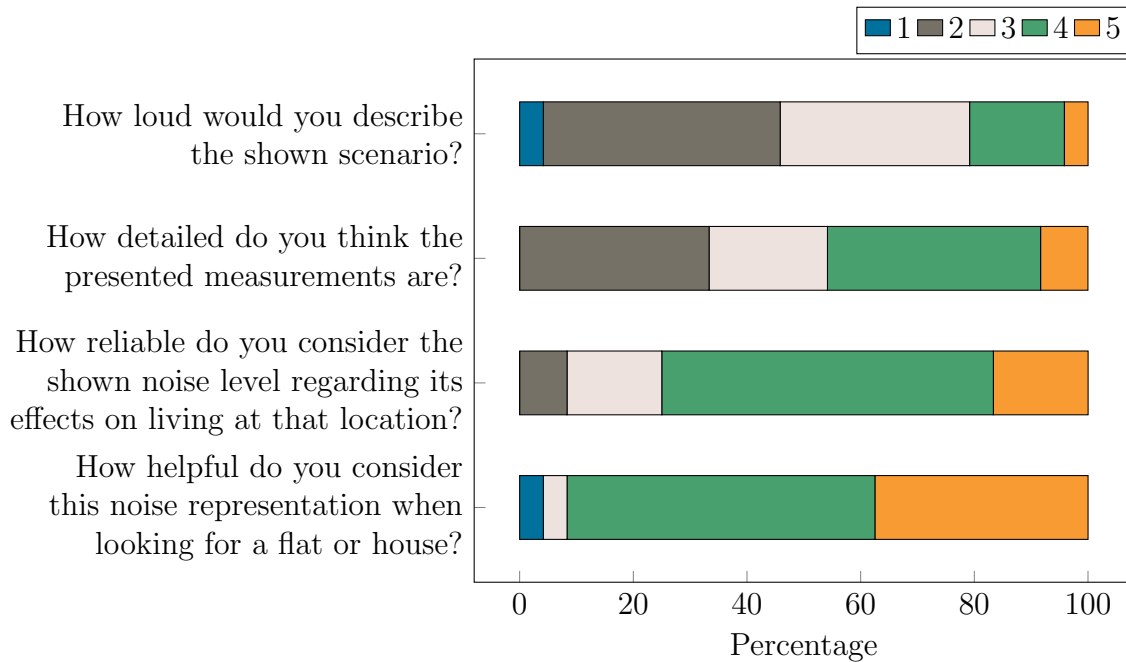 1 2 3 4 5
How loud would you describe
the shown scenario?
How detailed do you think the
presented measurements are?
How reliable do you consider the
shown noise level regarding its
effects on living at that location?
How helpful do you consider
this noise representation when
looking for a flat or house?
0 20 40 60 80 100
Percentage